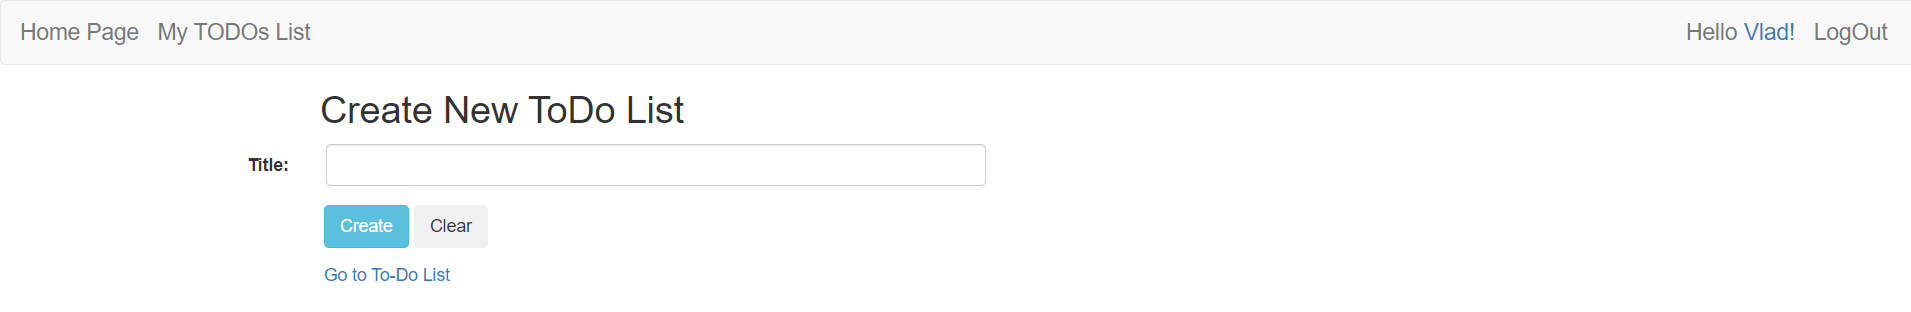 Home Page My TODOs List Hello Vlad! LogOut
Create New ToDo List
Title:
Create Clear
Go to To-Do List